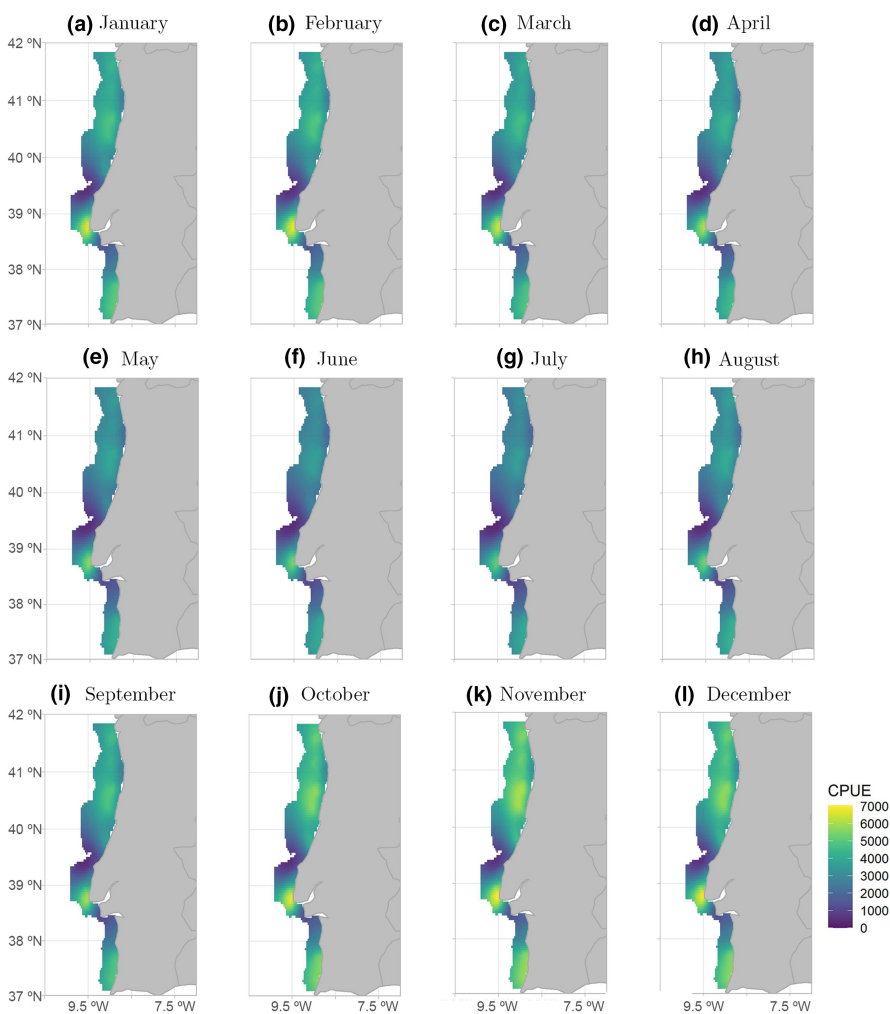 (a) January (b) February (c) March (d) April
42 ºN
41 ºN
40 ºN
39 ºN
38 ºN
37 ºN
(e) May (f) June (g) July (h) August
42 ºN
41 ºN
40 ºN
39 ºN
38 ºN
37 ºN
(i) September (j) October (k) November (l) December
42 ºN
41 ºN
40 ºN
39 ºN
38 ºN
37 ºN
9.5 ºW 7.5 ºW 9.5 ºW 7.5 ºW 9.5 ºW 7.5 ºW 9.5 ºW 7.5 ºW
CPUE
7000
6000
5000
4000
3000
2000
1000
0